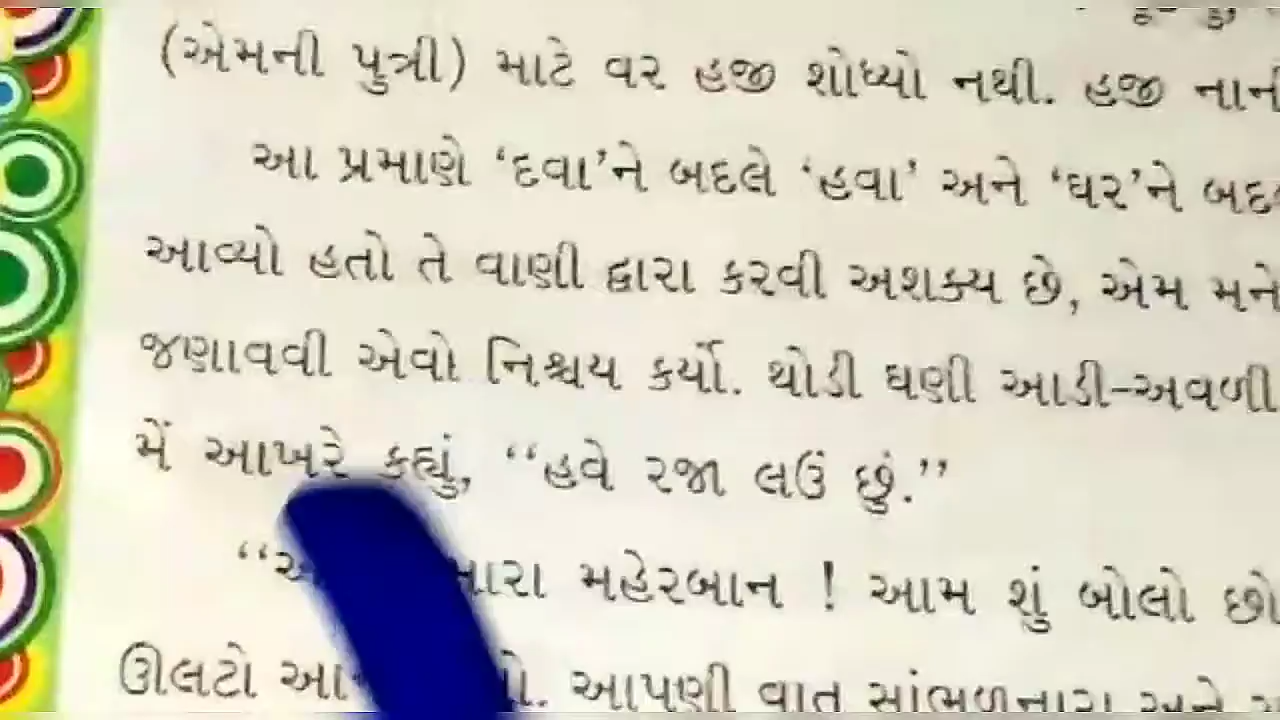 (એમની પુત્રી) માટે વર હજી શોધ્યો નથી. હજી
આ પ્રમાણે ‘દવા’ને બદલે ‘હવા’ અને ‘ઘર’ને
આવ્યો હતો તે વાણી દ્વારા કરવી અશક્ય છે, એમ મને
જણાવવી એવો નિશ્ચય કર્યો. થોડી ઘણી આડી-અવળી
મેં આખરે કહ્યું, “હવે રજા લઉં છું.”
મહેરબાન ! આમ શું બોલો છો
ઊલટો આપણી વાત સાંભળનારા અને